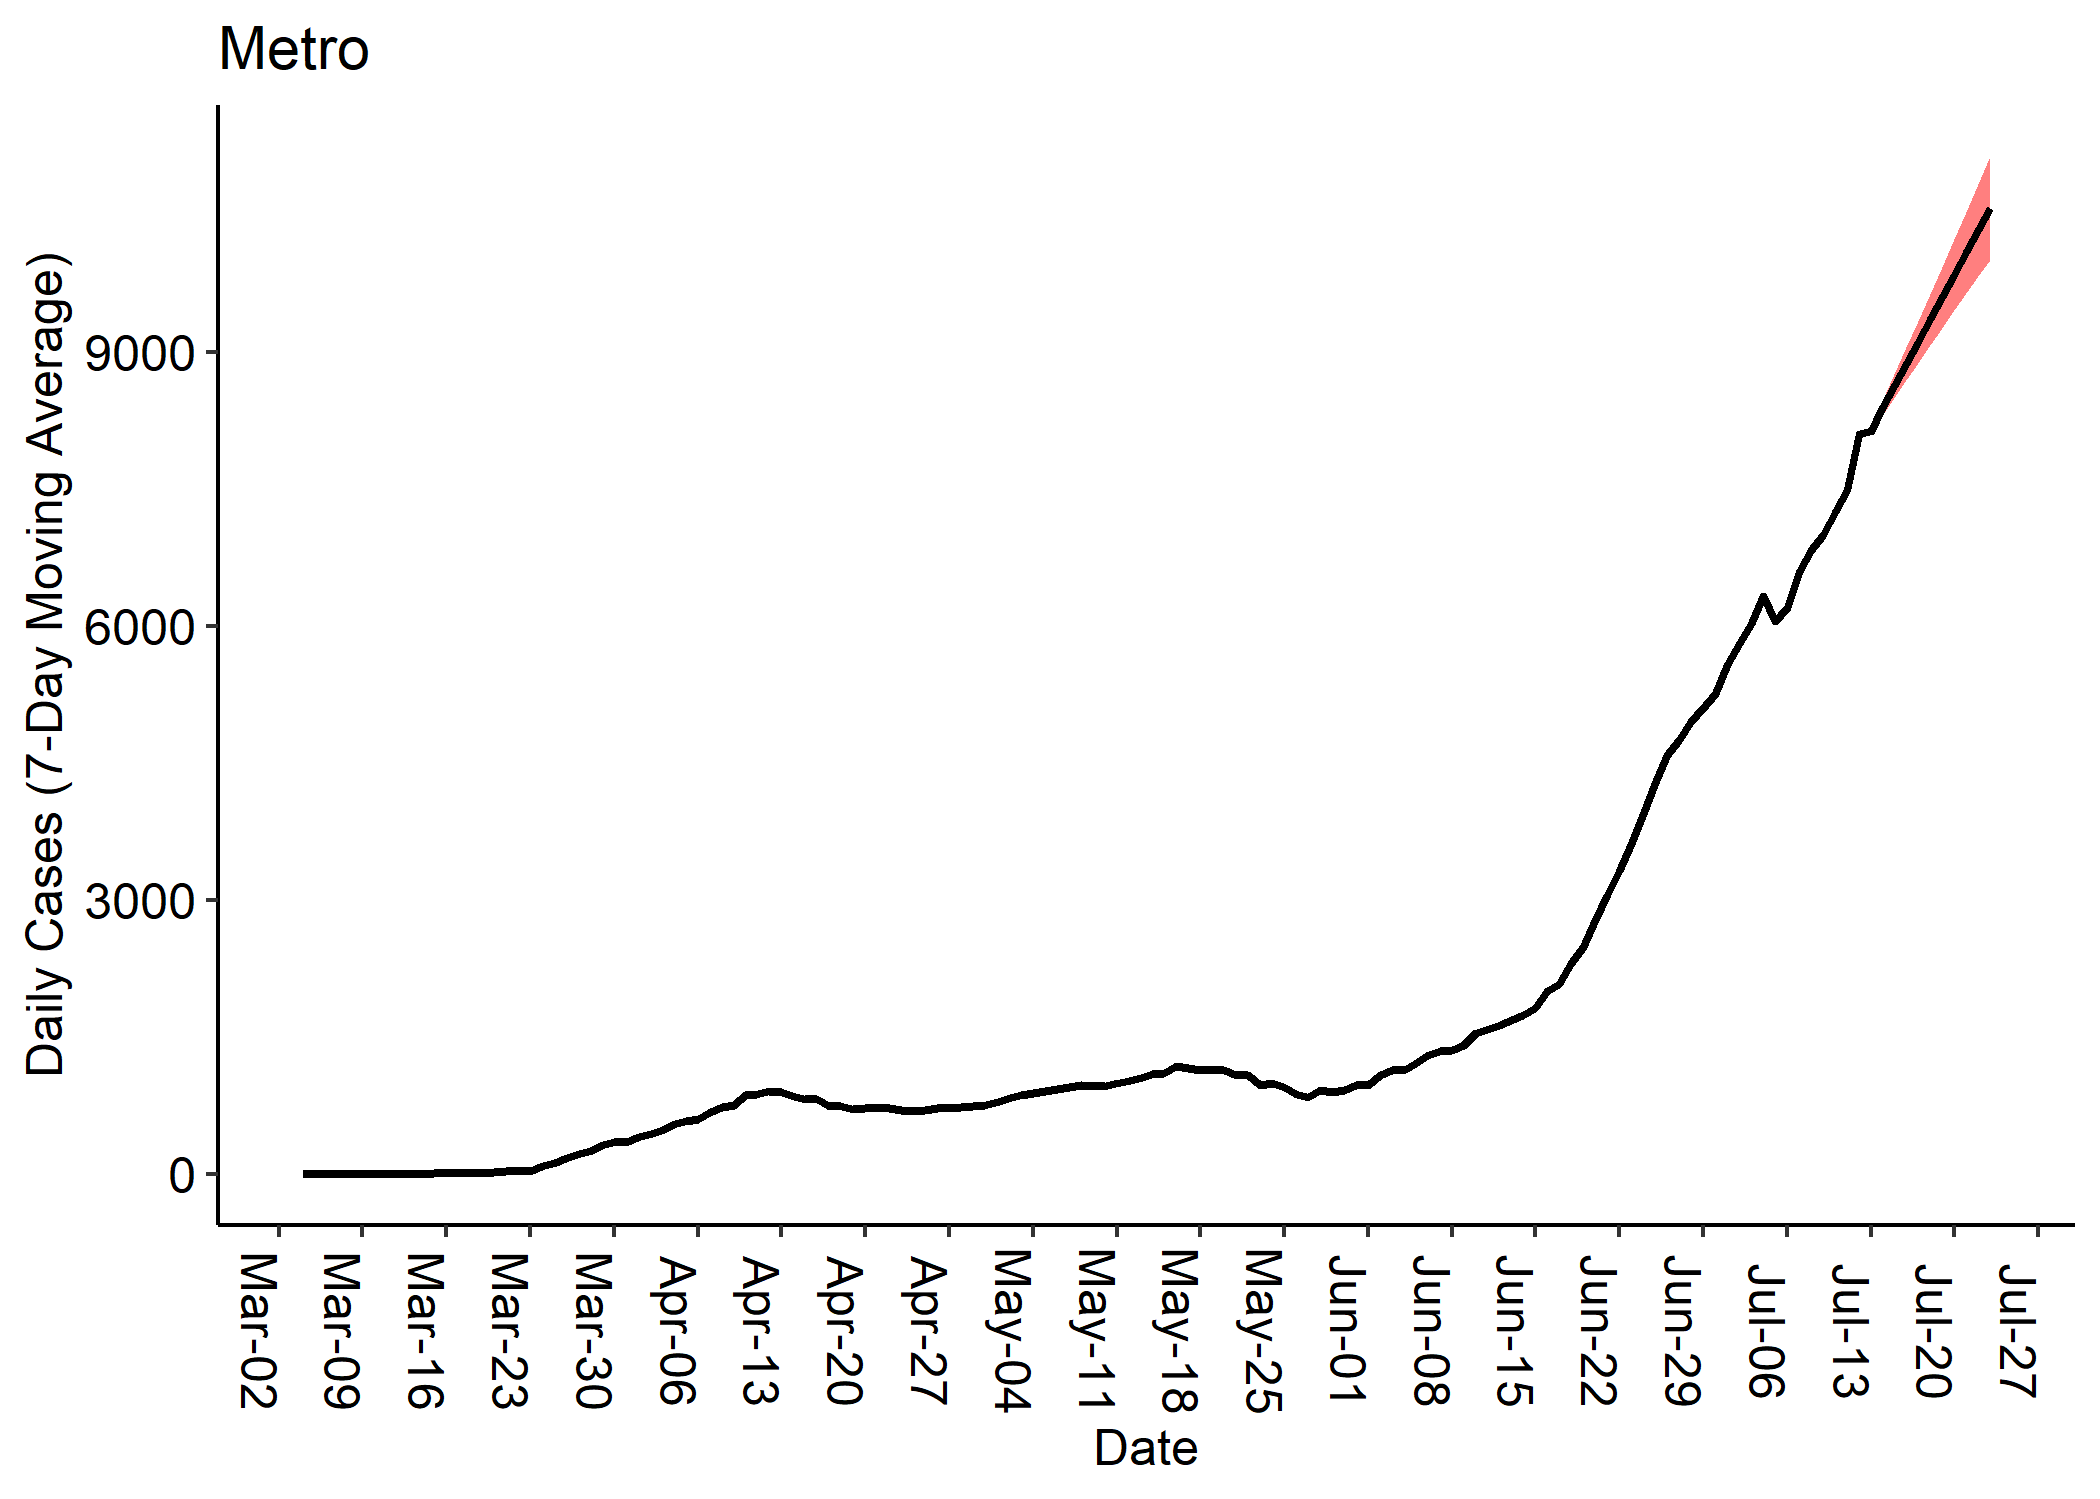 Metro
Daily Cases (7-Day Moving Average)
9000
6000
3000
0
Mar-02
Mar-09
Mar-16
Mar-23
Mar-30
Apr-06
Apr-13
Apr-20
Apr-27
May-04
May-11
May-18
May-25
Jun-01
Jun-08
Jun-15
Jun-22
Jun-29
Jul-06
Jul-13
Jul-20
Jul-27
Date